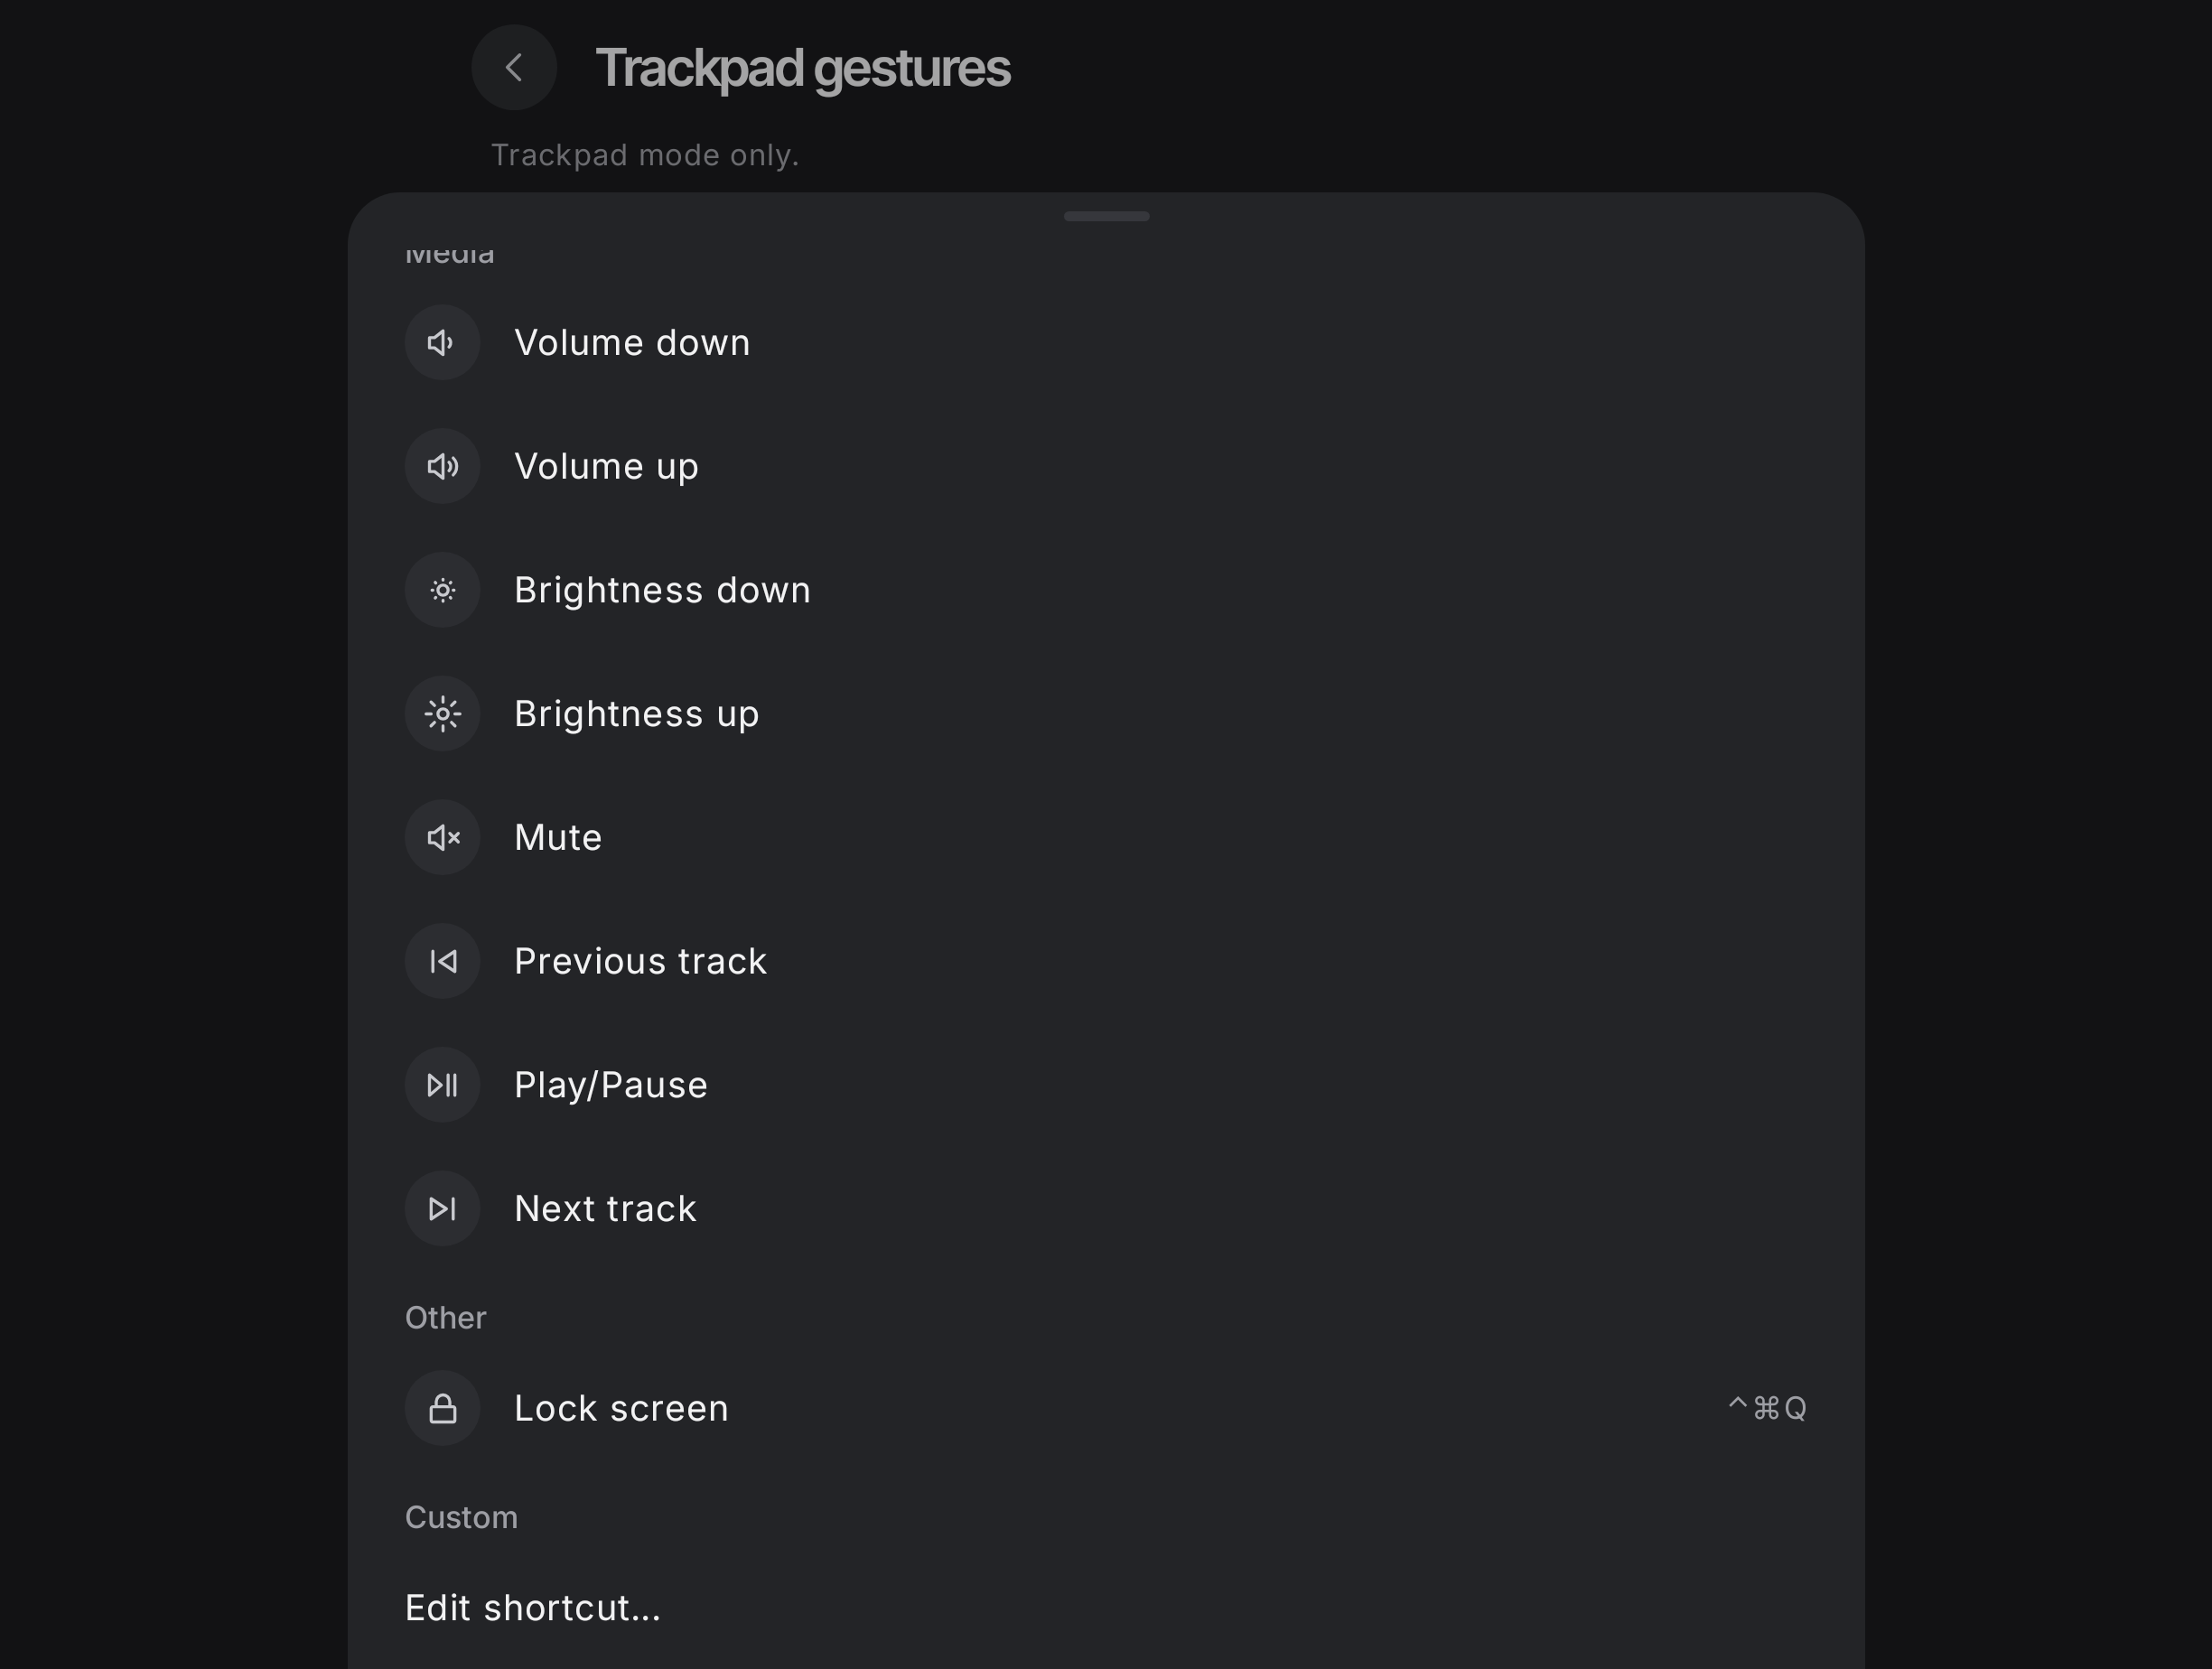 Trackpad gestures
Trackpad mode only.
Media
Volume down
Volume up
Brightness down
Brightness up
Mute
Previous track
Play/Pause
Next track
Other
Lock screen ^⌘Q
Custom
Edit shortcut...